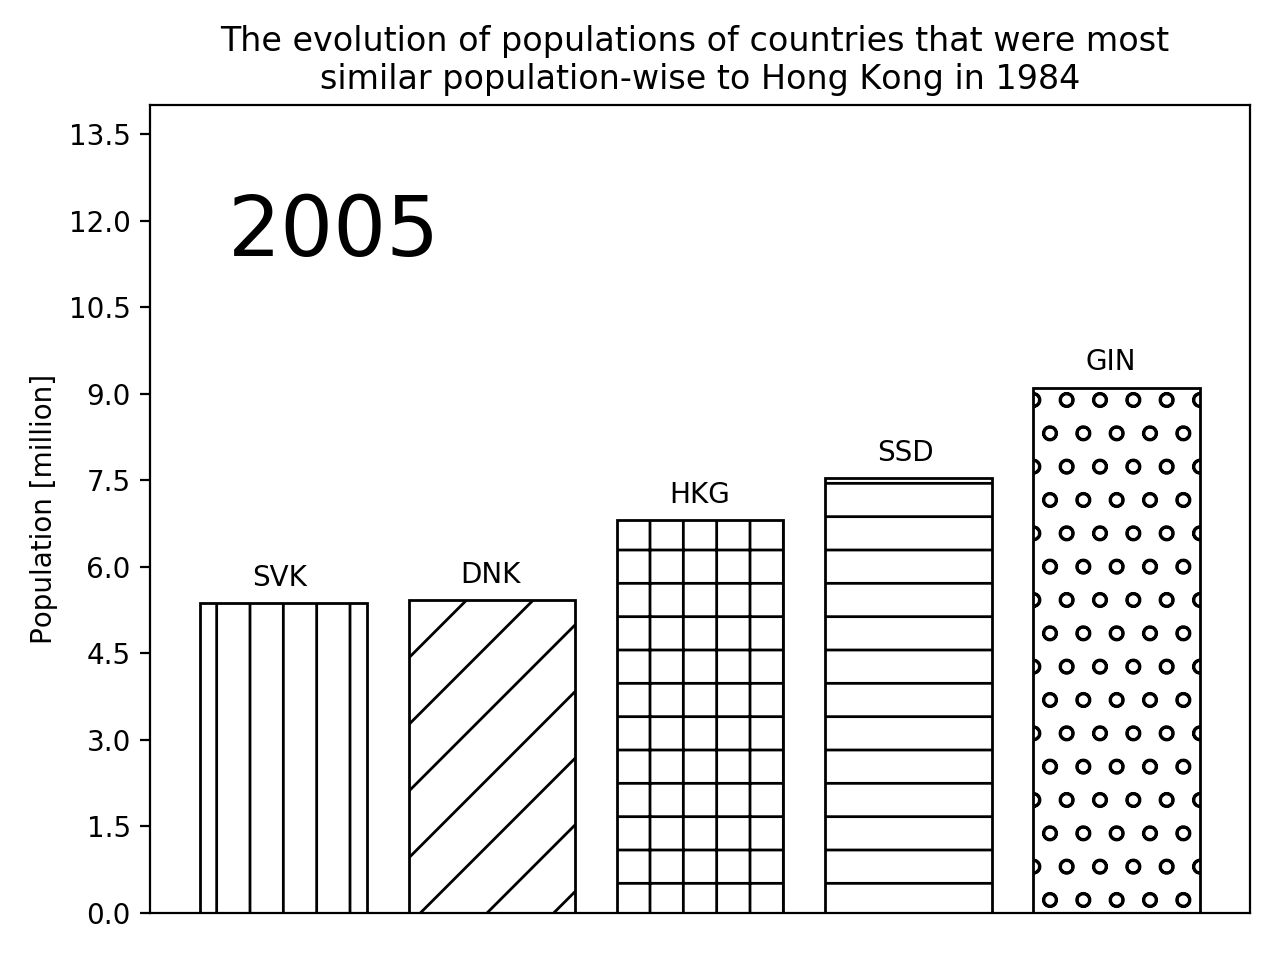 The evolution of populations of countries that were most
similar population-wise to Hong Kong in 1984
2005
Population [million]
13.5
12.0
10.5
9.0
7.5
6.0
4.5
3.0
1.5
0.0
SVK
DNK
HKG
SSD
GIN